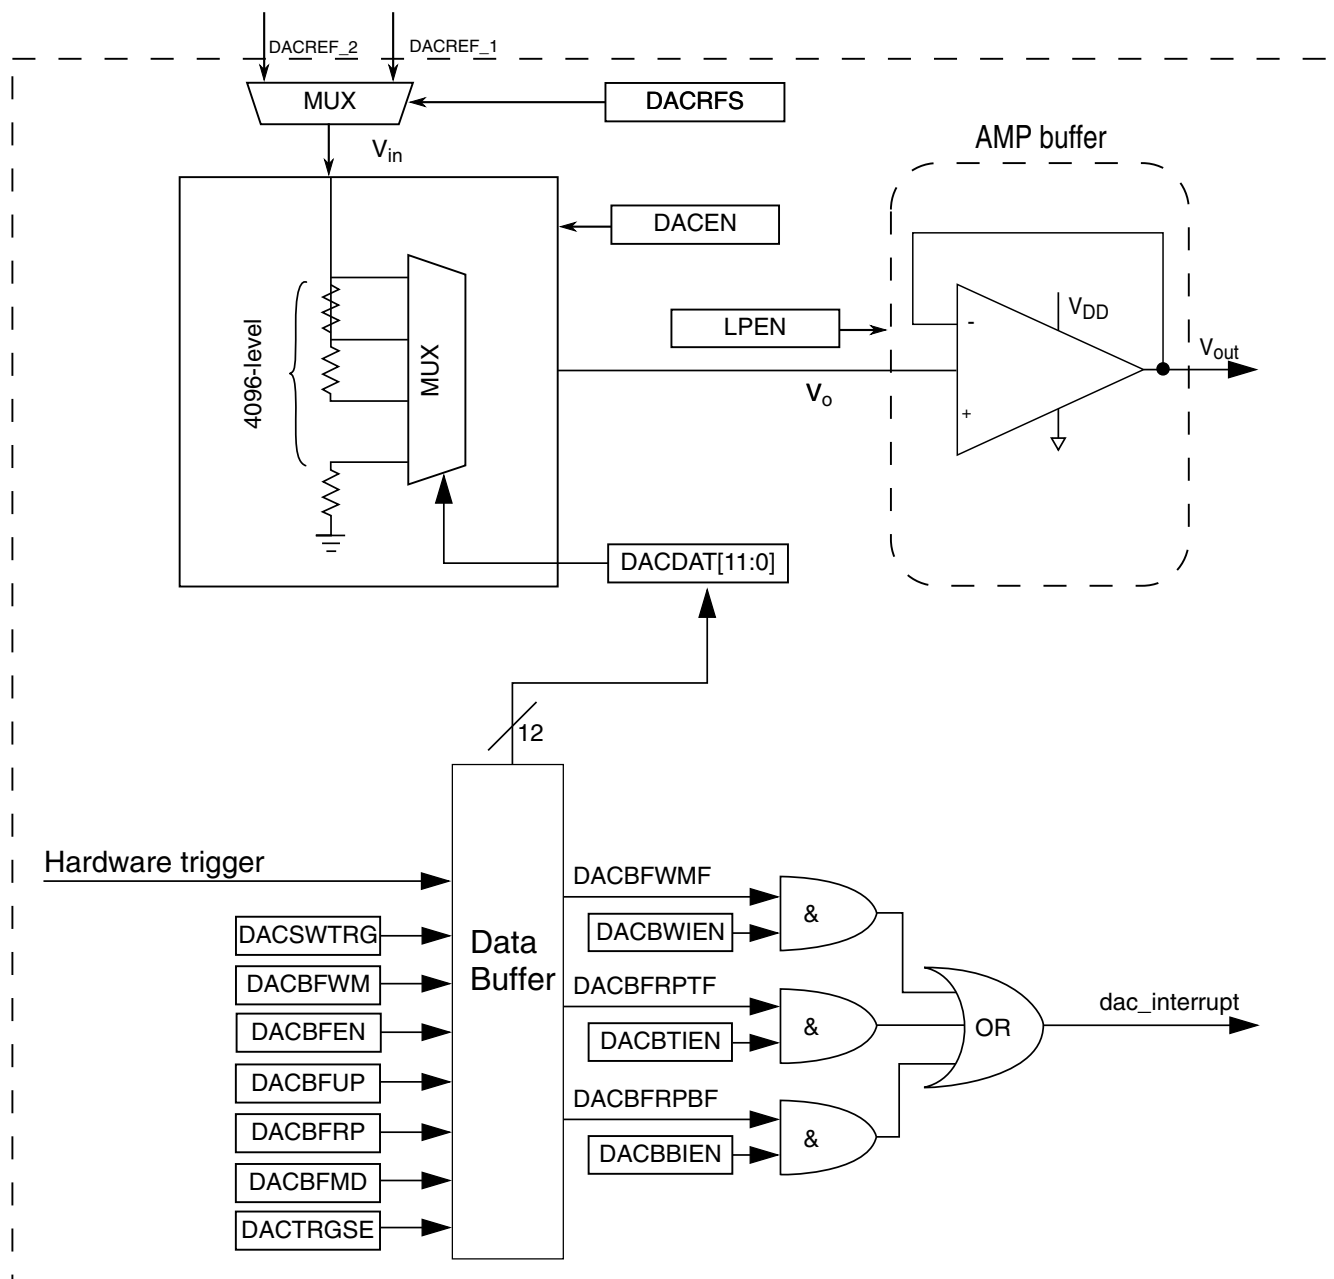 DACREF_2
DACREF_1
MUX
DACRFS
Vin
AMP buffer
DACEN
LPEN
VDD
-
+
Vout
Vo
4096-level
MUX
DACDAT[11:0]
12
Hardware trigger
DACSWTRG
DACBFWM
DACBFEN
DACBFUP
DACBFRP
DACBFMD
DACTRGSE
Data
Buffer
DACBFWMF
DACBWIEN
&
DACBFRPTF
DACBTIEN
&
DACBFRPBF
DACBBIEN
&
OR
dac_interrupt